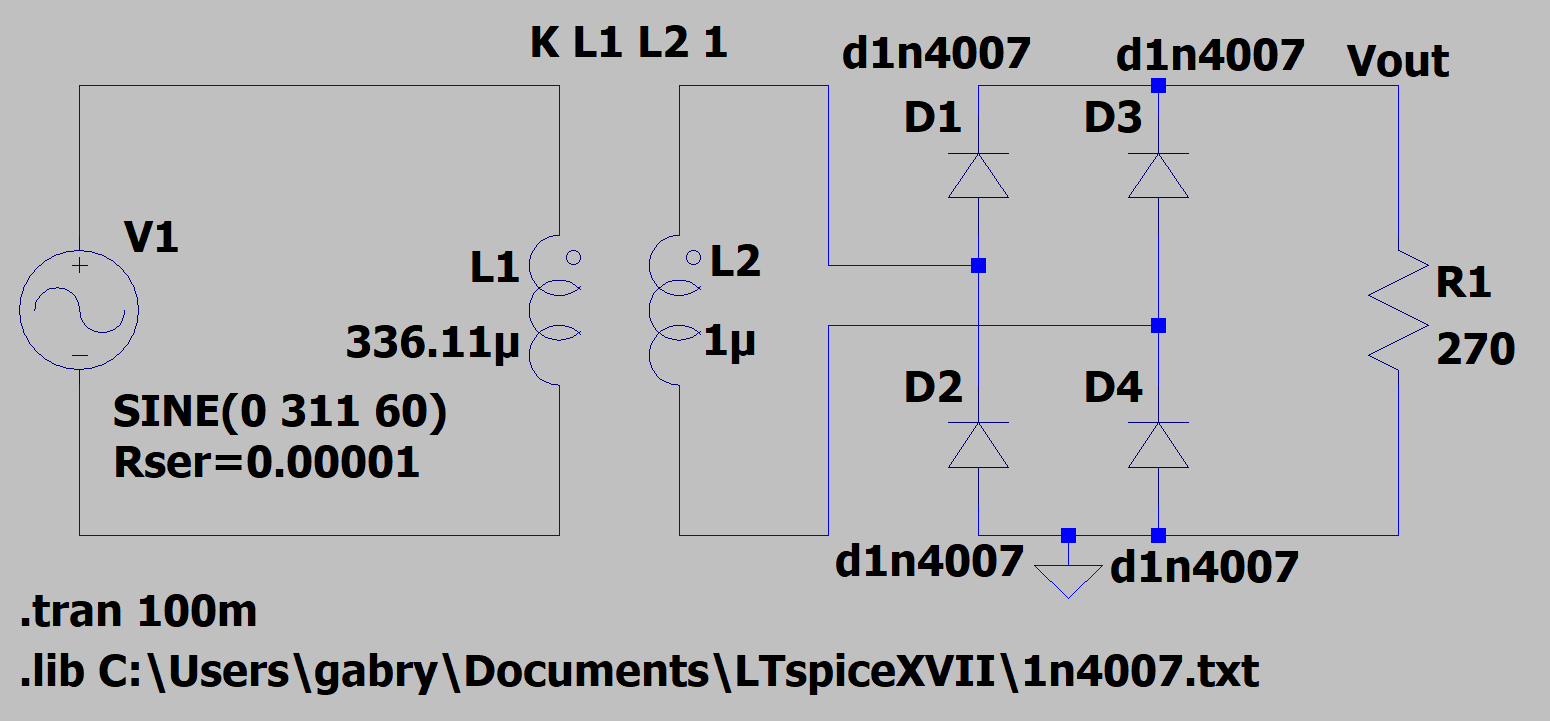 K L1 L2 1
d1n4007
d1n4007
Vout
D1
D3
V1
L1
L2
R1
336.11µ
1µ
270
D2
D4
SINE(0 311 60)
Rser=0.00001
d1n4007
d1n4007
.tran 100m
.lib C:\Users\gabry\Documents\LTspiceXVII\1n4007.txt